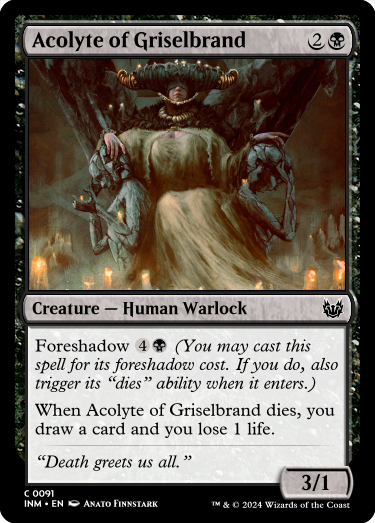 Acolyte of Griselbrand 2
Creature — Human Warlock
Foreshadow 4 (You may cast this
spell for its foreshadow cost. If you do, also
trigger its “dies” ability when it enters.)
When Acolyte of Griselbrand dies, you
draw a card and you lose 1 life.
“Death greets us all.”
3/1
C 0091
INM • EN Anato Finnstark
™ & © 2024 Wizards of the Coast